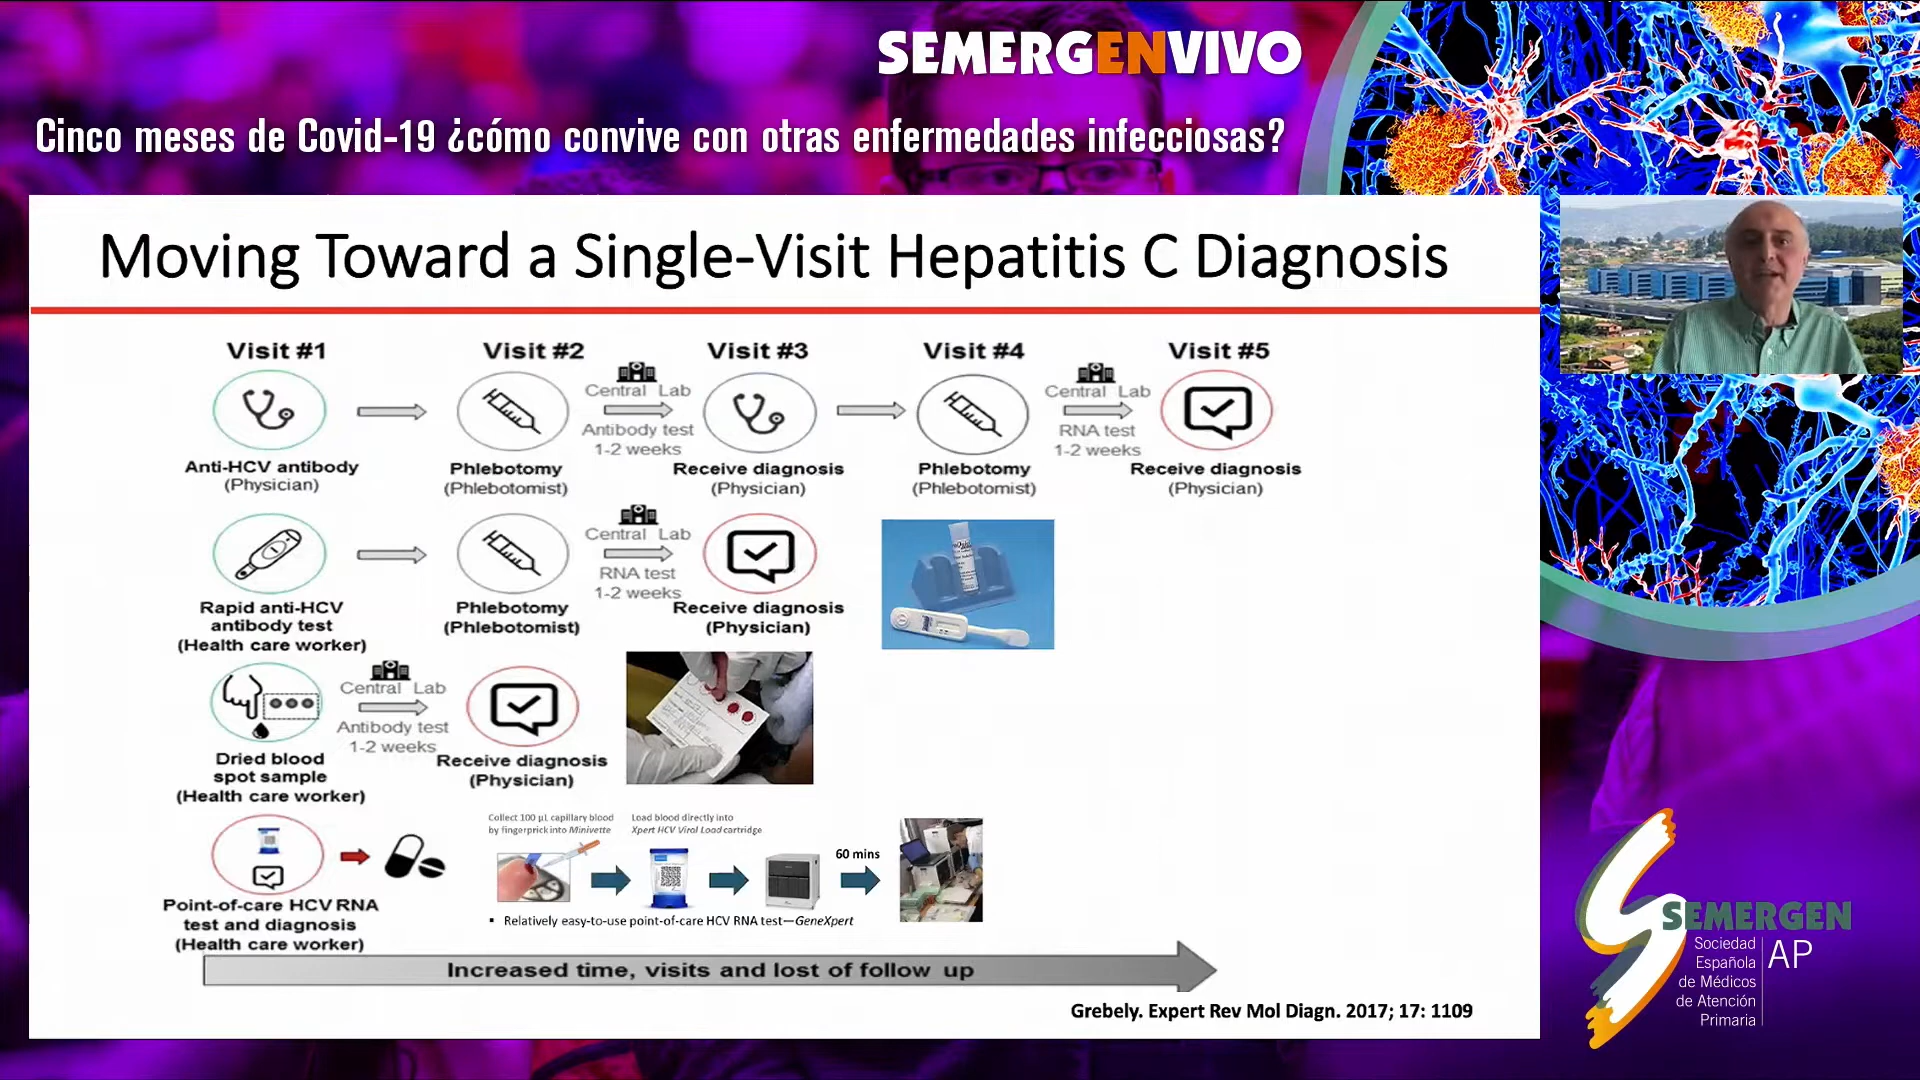 SEMERGENVIVO
Cinco meses de Covid-19 ¿cómo convive con otras enfermedades infecciosas?
Moving Toward a Single-Visit Hepatitis C Diagnosis
Visit #1
Visit #2
Visit #3
Visit #4
Visit #5
Central Lab
Antibody test
1-2 weeks
Central Lab
RNA test
1-2 weeks
Anti-HCV antibody
(Physician)
Phlebotomy
(Phlebotomist)
Receive diagnosis
(Physician)
Phlebotomy
(Phlebotomist)
Receive diagnosis
(Physician)
Central Lab
RNA test
1-2 weeks
Rapid anti-HCV
antibody test
(Health care worker)
Phlebotomy
(Phlebotomist)
Receive diagnosis
(Physician)
Central Lab
Antibody test
1-2 weeks
Dried blood
spot sample
(Health care worker)
Receive diagnosis
(Physician)
Collect 100 µL capillary blood
by fingerprick into Minivette
Load blood directly into
Xpert HCV Viral Load cartridge
60 mins
Point-of-care HCV RNA
test and diagnosis
(Health care worker)
▪ Relatively easy-to-use point-of-care HCV RNA test—GeneXpert
Increased time, visits and lost of follow up
Grebely. Expert Rev Mol Diagn. 2017; 17: 1109
SEMERGEN
Sociedad
Española
de Médicos
de Atención
Primaria
AP